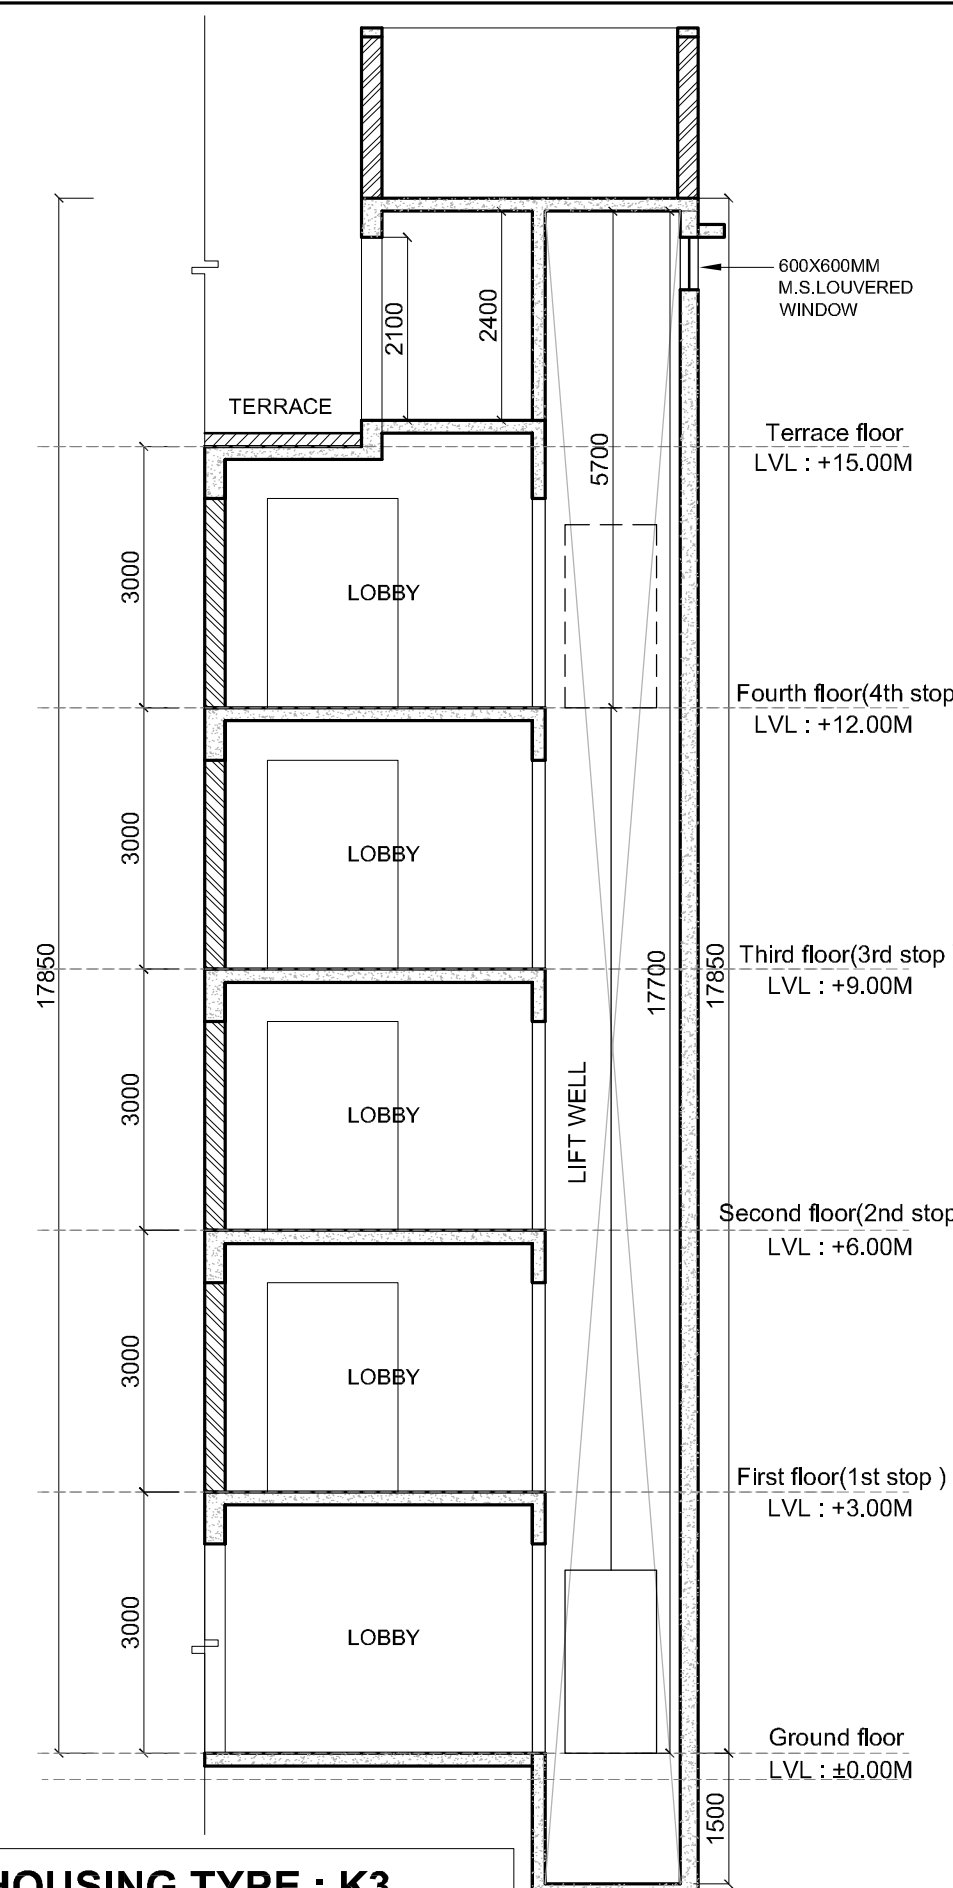 600X600MM
M.S.LOUVERED
WINDOW
2100
2400
TERRACE
Terrace floor
LVL : +15.00M
5700
3000
LOBBY
Fourth floor(4th stop
LVL : +12.00M
3000
LOBBY
17850
17700
17850
Third floor(3rd stop
LVL : +9.00M
3000
LOBBY
LIFT WELL
Second floor(2nd stop
LVL : +6.00M
3000
LOBBY
First floor(1st stop )
LVL : +3.00M
3000
LOBBY
Ground floor
LVL : ±0.00M
1500
HOUSING TYPE : K3